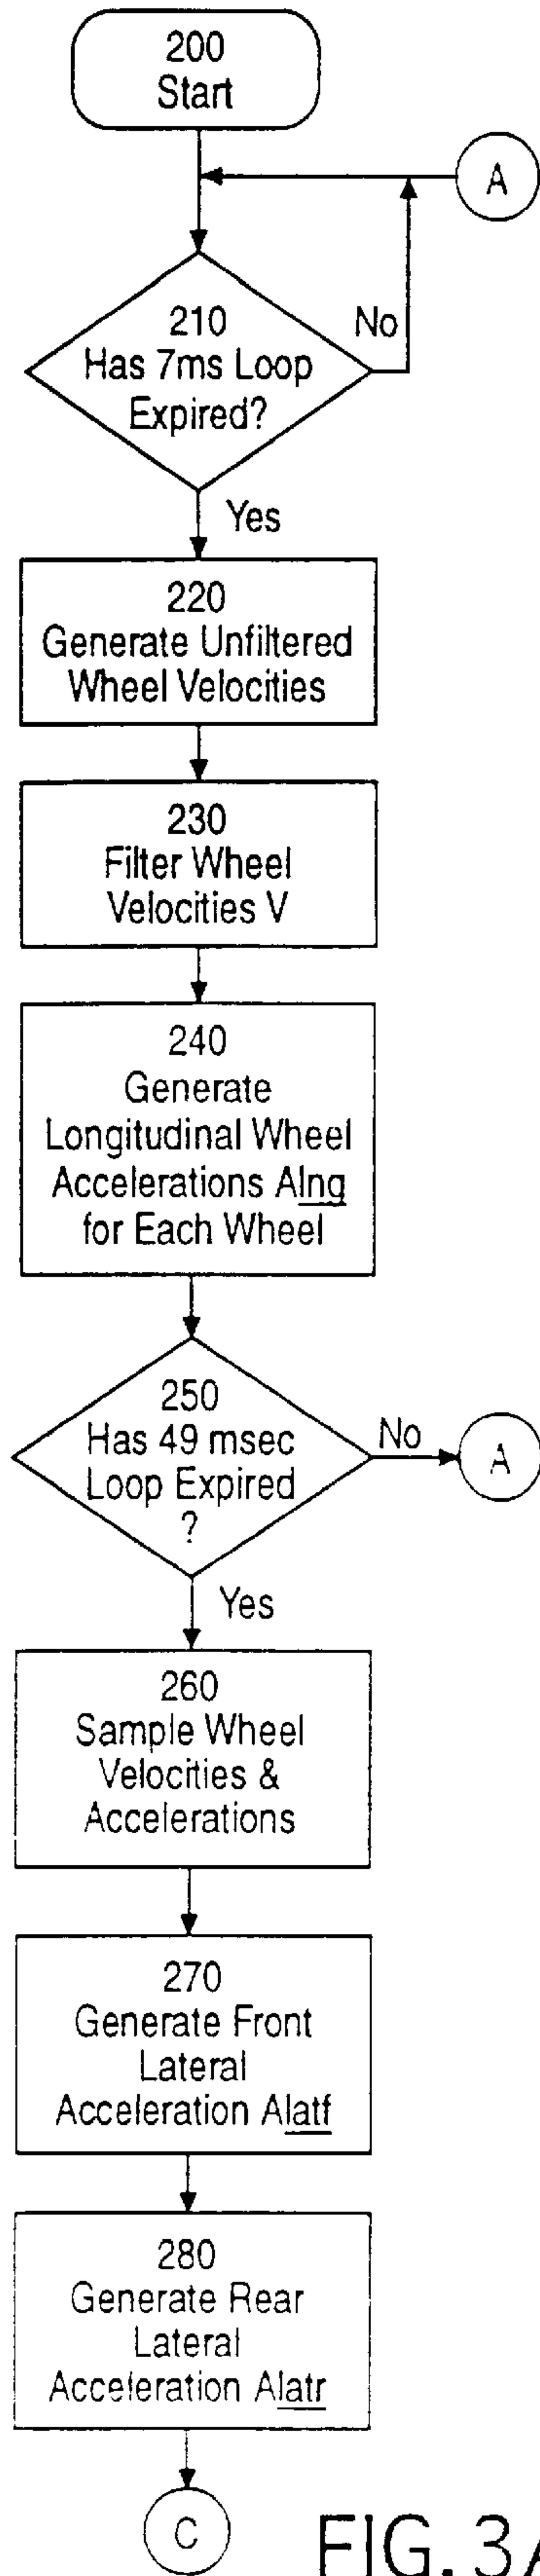 200
Start
A
210
Has 7ms Loop
Expired?
No
Yes
220
Generate Unfiltered
Wheel Velocities
230
Filter Wheel
Velocities V
240
Generate
Longitudinal Wheel
Accelerations Alng
for Each Wheel
250
Has 49 msec
Loop Expired
?
No
A
Yes
260
Sample Wheel
Velocities &
Accelerations
270
Generate Front
Lateral
Acceleration Alatf
280
Generate Rear
Lateral
Acceleration Alatr
C
FIG. 3A